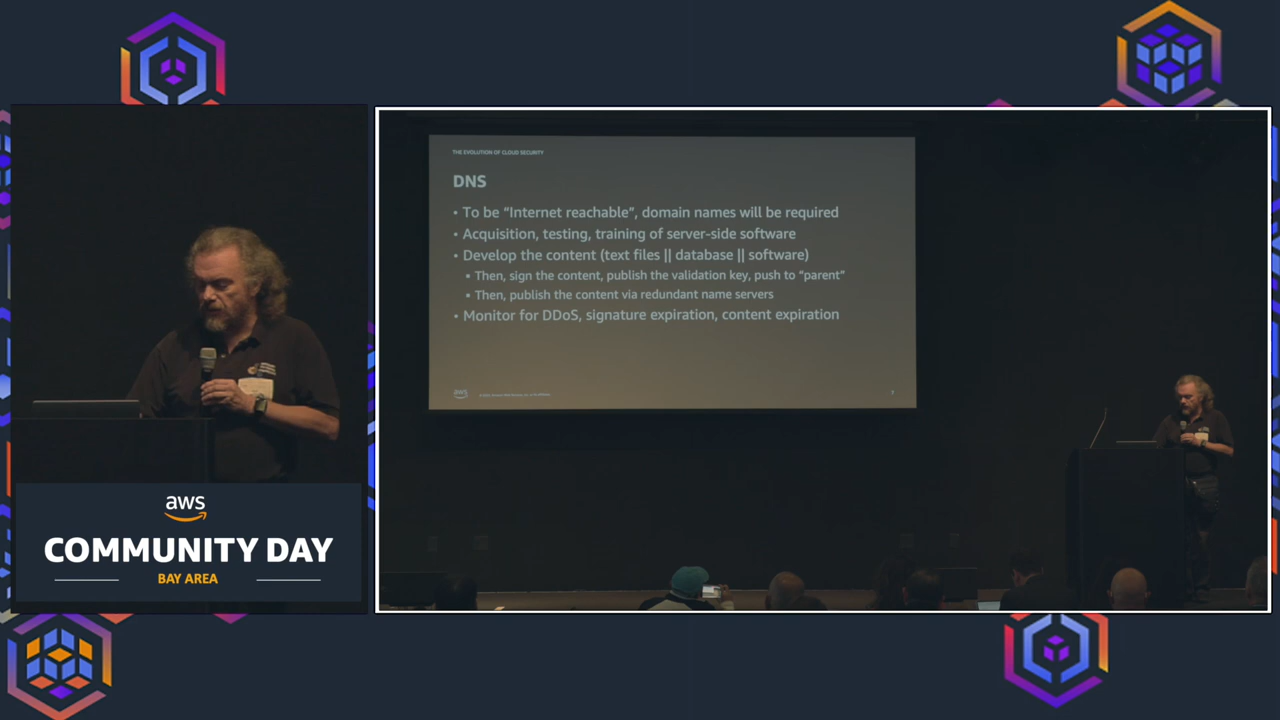 THE EVOLUTION OF CLOUD SECURITY
DNS
• To be “Internet reachable”, domain names will be required
• Acquisition, testing, training of server-side software
• Develop the content (text files || database || software)
▪ Then, sign the content, publish the validation key, push to “parent”
▪ Then, publish the content via redundant name servers
• Monitor for DDoS, signature expiration, content expiration
aws
7
aws
COMMUNITY DAY
BAY AREA